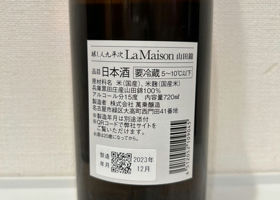 醸し人九平次 La Maison 山田錦
品目 日本酒 要冷蔵 5~10℃以下
原材料名 米(国産)、米麹(国産米)
兵庫県田庄産山田錦100%
アルコール分15度 内容量720ml
製造者 株式会社 萬乗醸造
名古屋市緑区大高町西門田41番地
※製造年月は別途添付
※QRコードで弊社サイトを
ご覧いただけます。
製造年月 2023年
12月